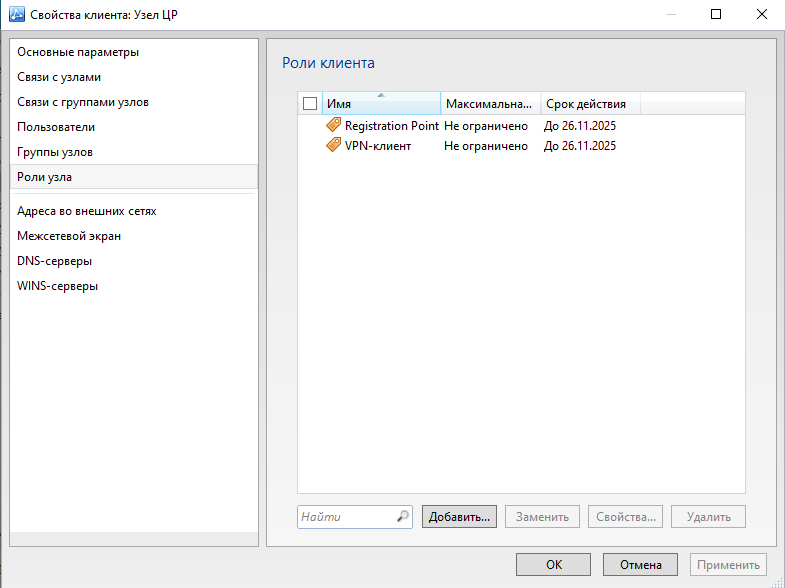 Свойства клиента: Узел ЦР
Основные параметры
Связи с узлами
Связи с группами узлов
Пользователи
Группы узлов
Роли узла
Адреса во внешних сетях
Межсетевой экран
DNS-серверы
WINS-серверы
Роли клиента
Имя Максимальна... Срок действия
Registration Point Не ограничено До 26.11.2025
VPN-клиент Не ограничено До 26.11.2025
Найти Добавить... Заменить Свойства... Удалить
ОК Отмена Применить